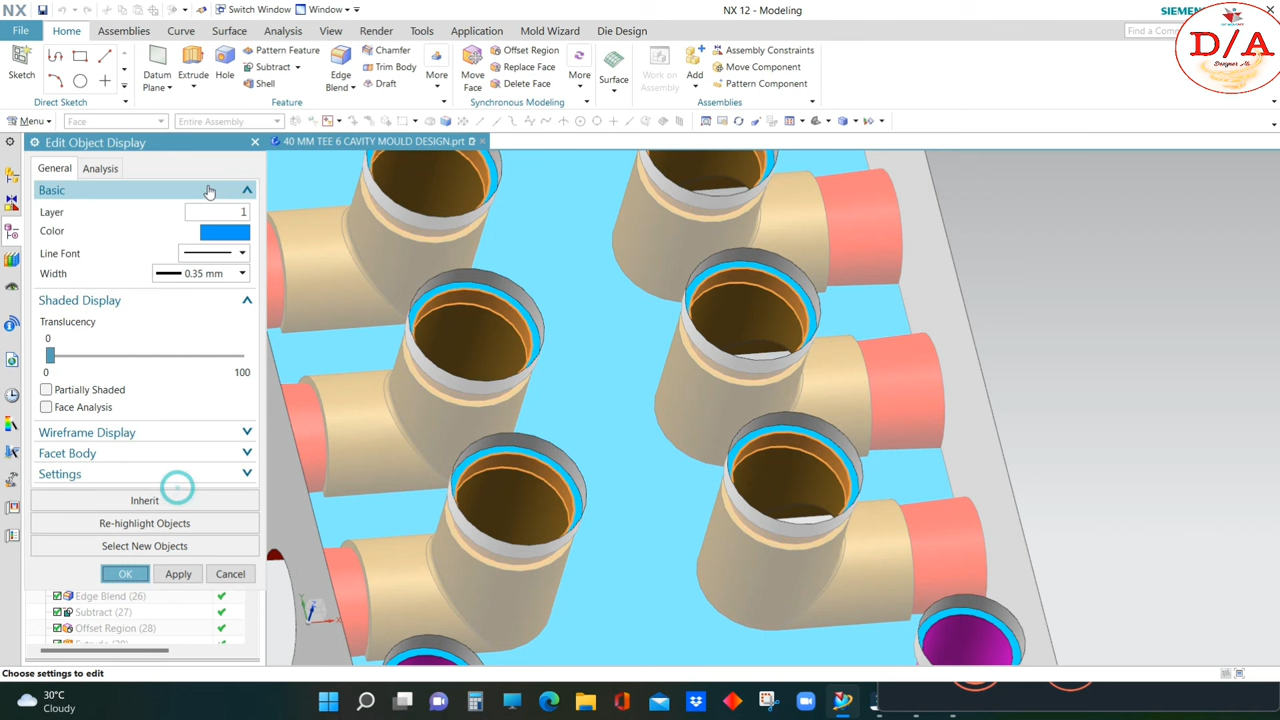 NX
Switch Window
Window
NX 12 - Modeling
SIEMEN
File
Home
Assemblies
Curve
Surface
Analysis
View
Render
Tools
Application
Mold Wizard
Die Design
Find a Com
D/A
Sketch
Datum Plane
Extrude
Hole
Pattern Feature
Subtract
Shell
Edge Blend
Chamfer
Trim Body
Draft
More
Move Face
Offset Region
Replace Face
Delete Face
More
Surface
Work on Assembly
Add
Assembly Constraints
Move Component
Pattern Component
Direct Sketch
Feature
Synchronous Modeling
Assemblies
Menu
Face
Entire Assembly
Edit Object Display
40 MM TEE 6 CAVITY MOULD DESIGN.prt
General
Analysis
Basic
Layer
1
Color
Line Font
Width
0.35 mm
Shaded Display
Translucency
0
0
100
Partially Shaded
Face Analysis
Wireframe Display
Facet Body
Settings
Inherit
Re-highlight Objects
Select New Objects
OK
Apply
Cancel
Edge Blend (26)
Subtract (27)
Offset Region (28)
Choose settings to edit
30°C
Cloudy